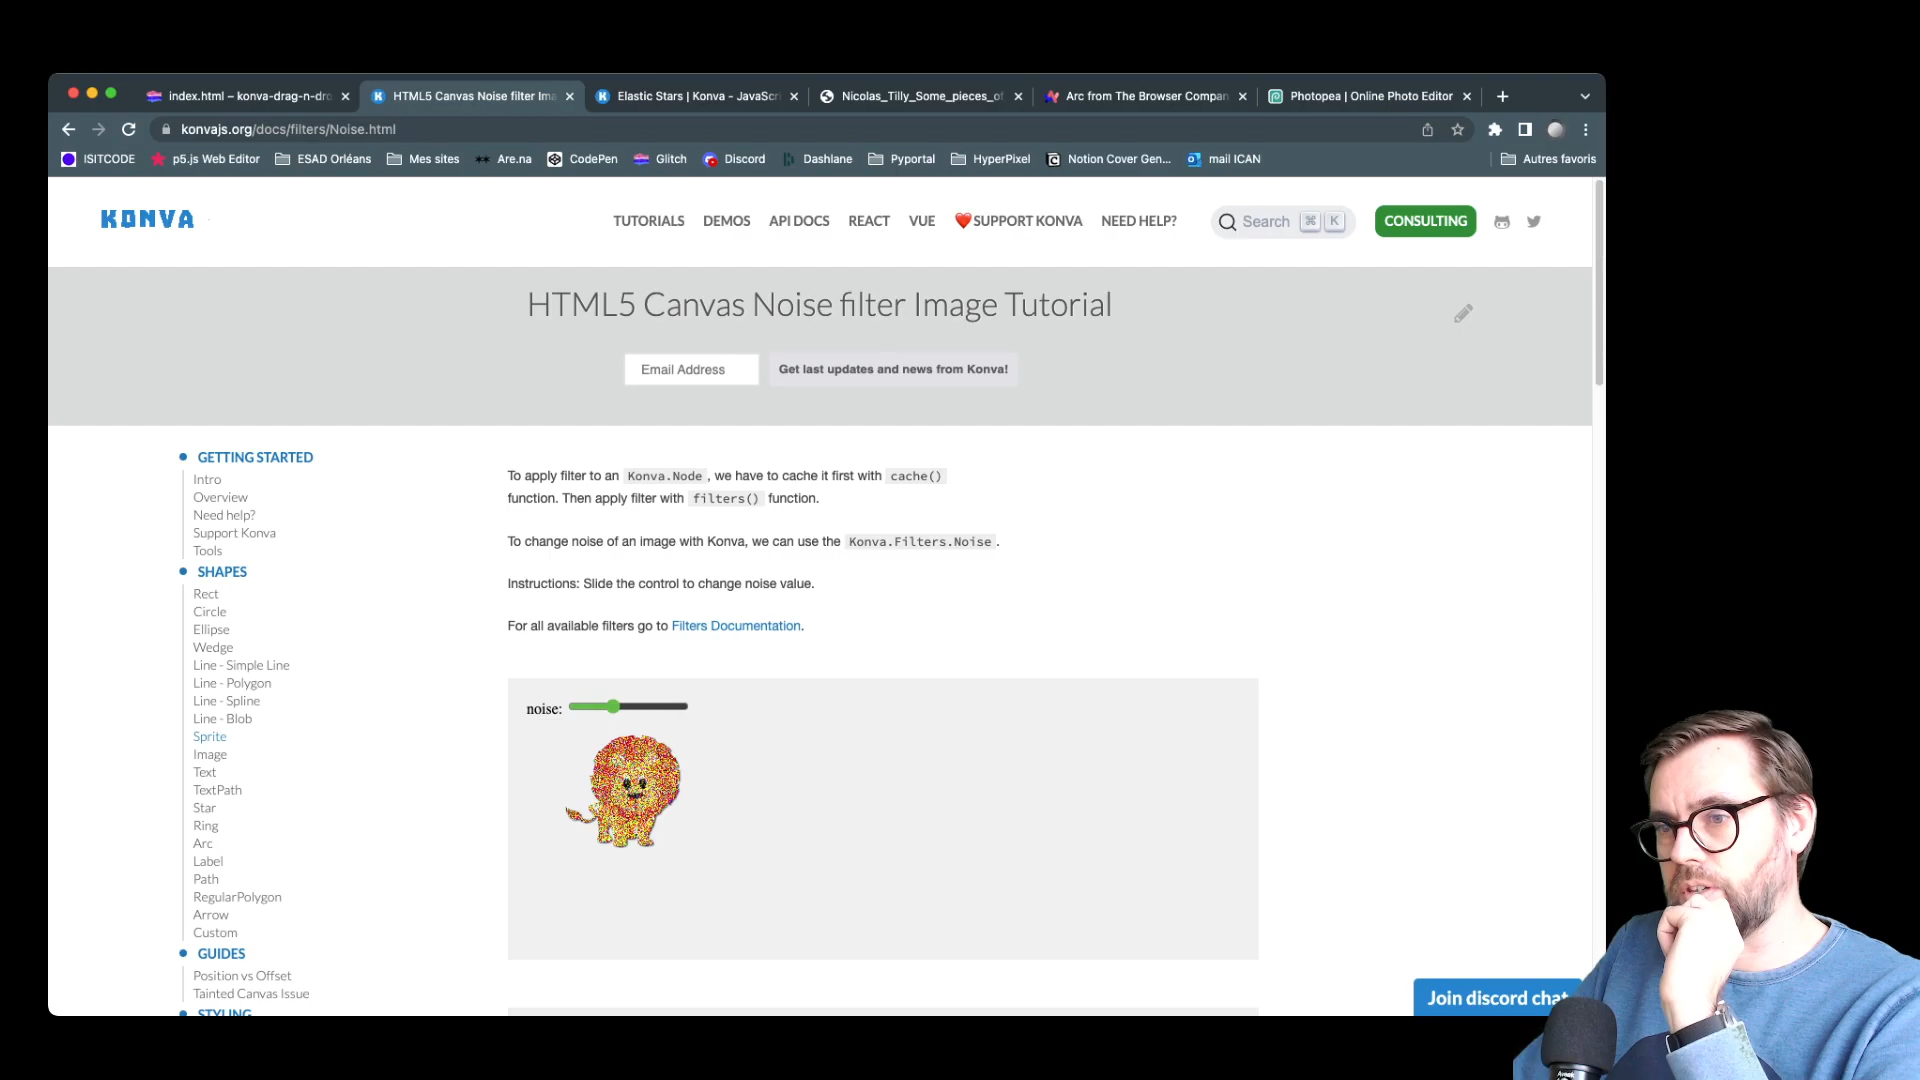 index.html – konva-drag-n-dro
HTML5 Canvas Noise filter Ima
Elastic Stars | Konva - JavaScri
Nicolas_Tilly_Some_pieces_of
Arc from The Browser Compan
Photopea | Online Photo Editor
konvajs.org/docs/filters/Noise.html
ISITCODE
p5.js Web Editor
ESAD Orléans
Mes sites
Are.na
CodePen
Glitch
Discord
Dashlane
Pyportal
HyperPixel
Notion Cover Gen...
mail ICAN
Autres favoris
KONVA
TUTORIALS
DEMOS
API DOCS
REACT
VUE
❤️SUPPORT KONVA
NEED HELP?
Search ⌘ K
CONSULTING
HTML5 Canvas Noise filter Image Tutorial
Email Address
Get last updates and news from Konva!
GETTING STARTED
Intro
Overview
Need help?
Support Konva
Tools
SHAPES
Rect
Circle
Ellipse
Wedge
Line - Simple Line
Line - Polygon
Line - Spline
Line - Blob
Sprite
Image
Text
TextPath
Star
Ring
Arc
Label
Path
RegularPolygon
Arrow
Custom
GUIDES
Position vs Offset
Tainted Canvas Issue
STYLING
To apply filter to an Konva.Node, we have to cache it first with cache()
function. Then apply filter with filters() function.
To change noise of an image with Konva, we can use the Konva.Filters.Noise.
Instructions: Slide the control to change noise value.
For all available filters go to Filters Documentation.
noise:
Join discord chat